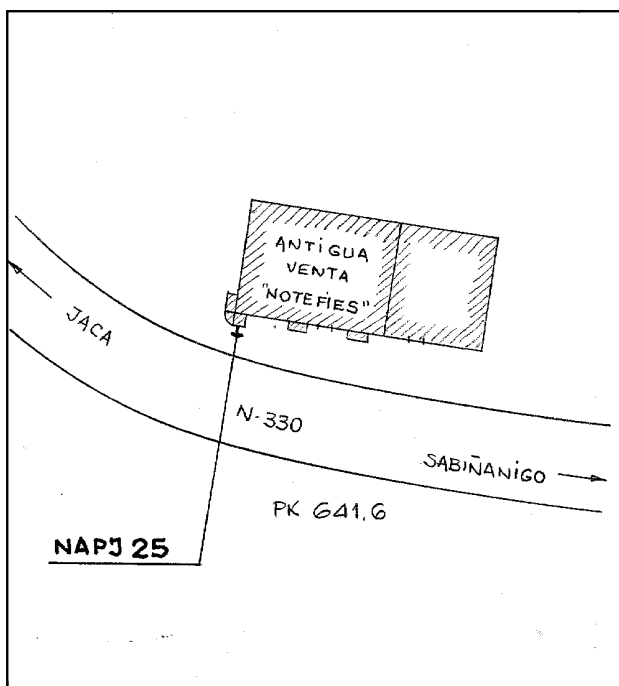 ANTIGUA
VENTA
"NOTEFIES"
JACA
N-330
SABIÑANIGO
PK 641.6
NAPJ 25